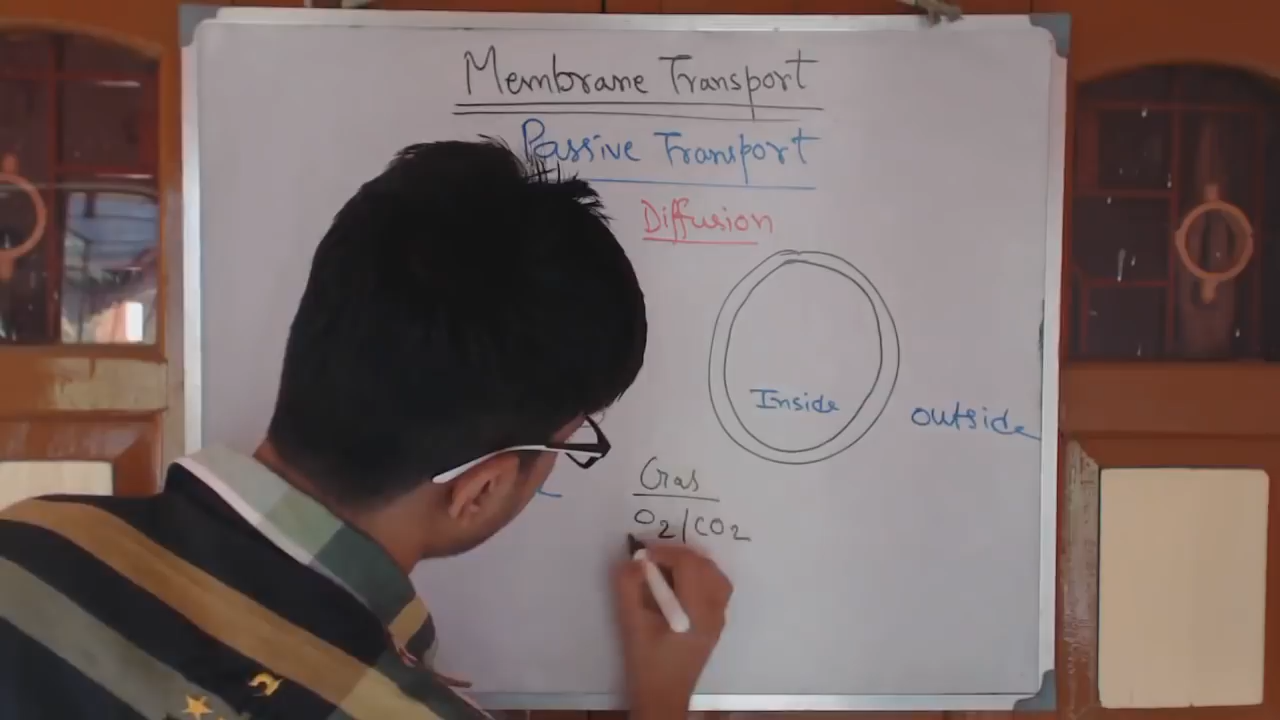 Membrane Transport
Passive Transport
Diffusion
Inside
outside
Gas
O2/CO2